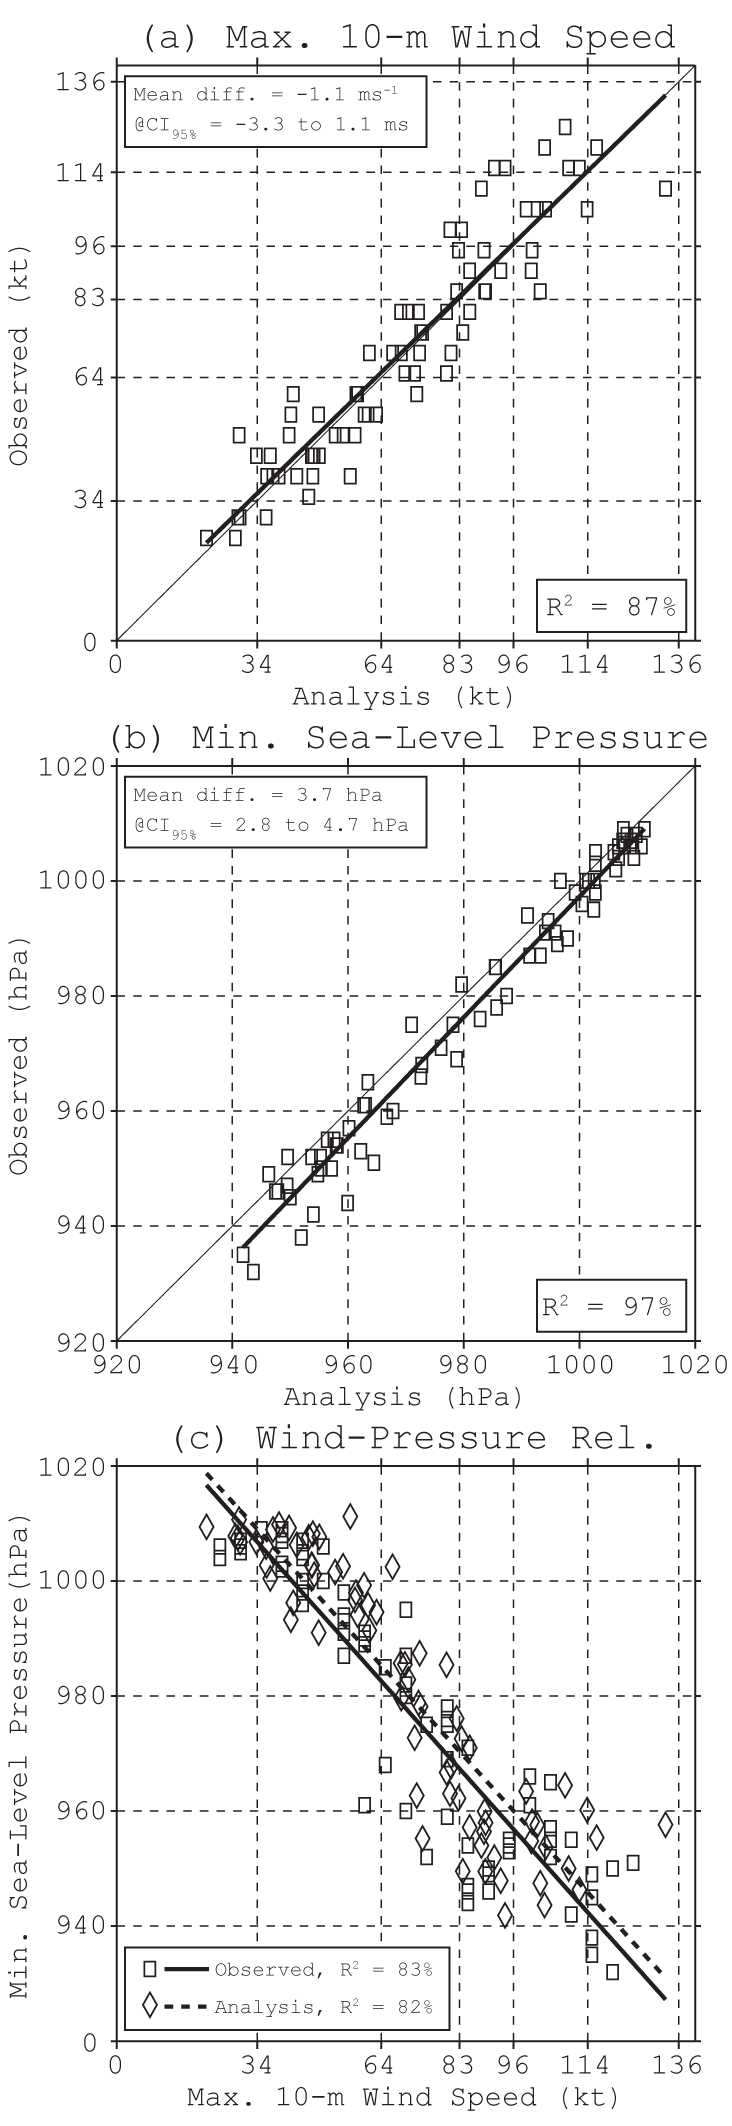 (a) Max. 10-m Wind Speed
Mean diff. = -1.1 ms⁻¹
@CI95% = -3.3 to 1.1 ms
136
114
96
83
64
34
0
Observed (kt)
R² = 87%
0 34 64 83 96 114 136
Analysis (kt)
(b) Min. Sea-Level Pressure
Mean diff. = 3.7 hPa
@CI95% = 2.8 to 4.7 hPa
1020
1000
980
960
940
920
Observed (hPa)
R² = 97%
920 940 960 980 1000 1020
Analysis (hPa)
(c) Wind-Pressure Rel.
1020
1000
980
960
940
0
Min. Sea-Level Pressure(hPa)
Observed, R² = 83%
Analysis, R² = 82%
0 34 64 83 96 114 136
Max. 10-m Wind Speed (kt)